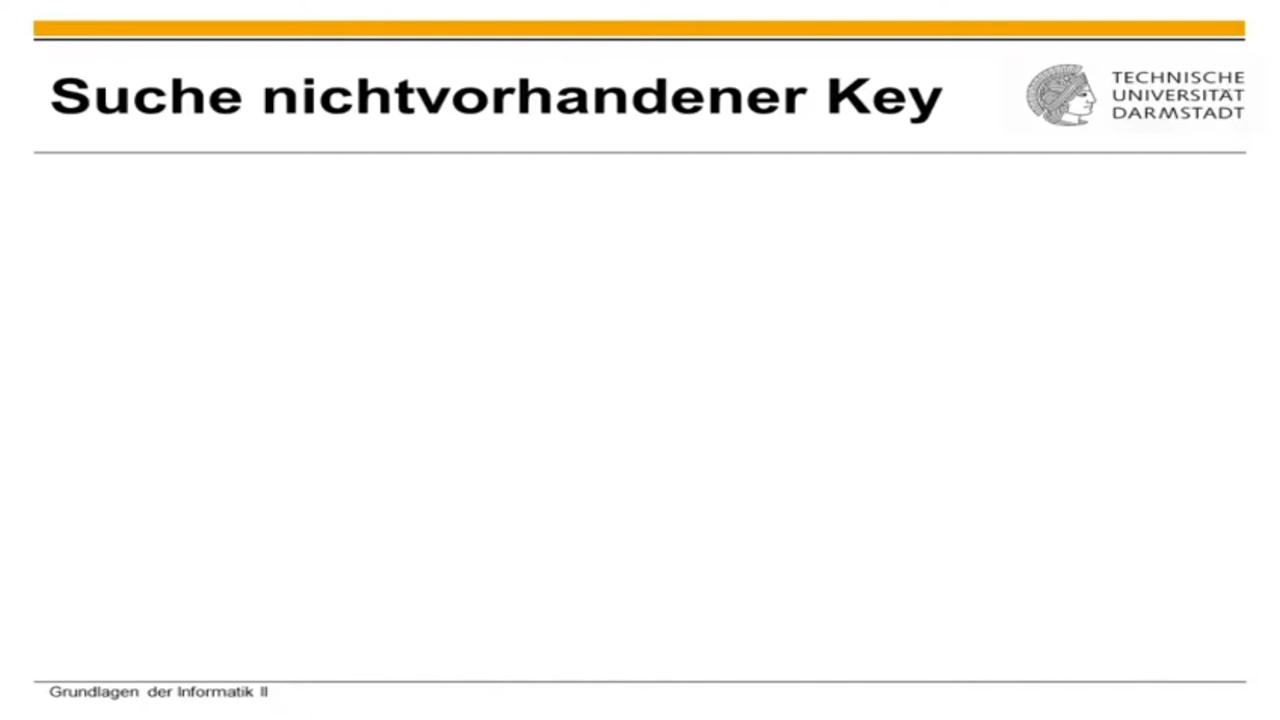 Suche nichtvorhandener Key
TECHNISCHE
UNIVERSITÄT
DARMSTADT
Grundlagen der Informatik II